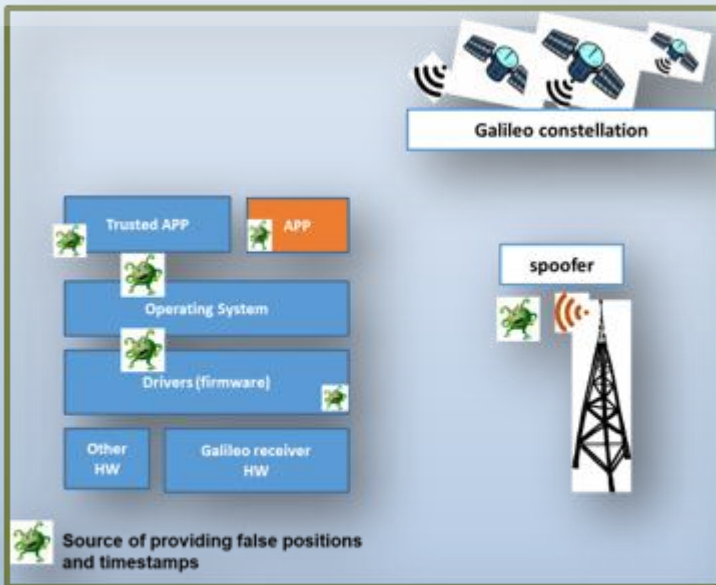 Galileo constellation
Trusted APP
APP
spoofer
Operating System
Drivers (firmware)
Other
HW
Galileo receiver
HW
Source of providing false positions
and timestamps